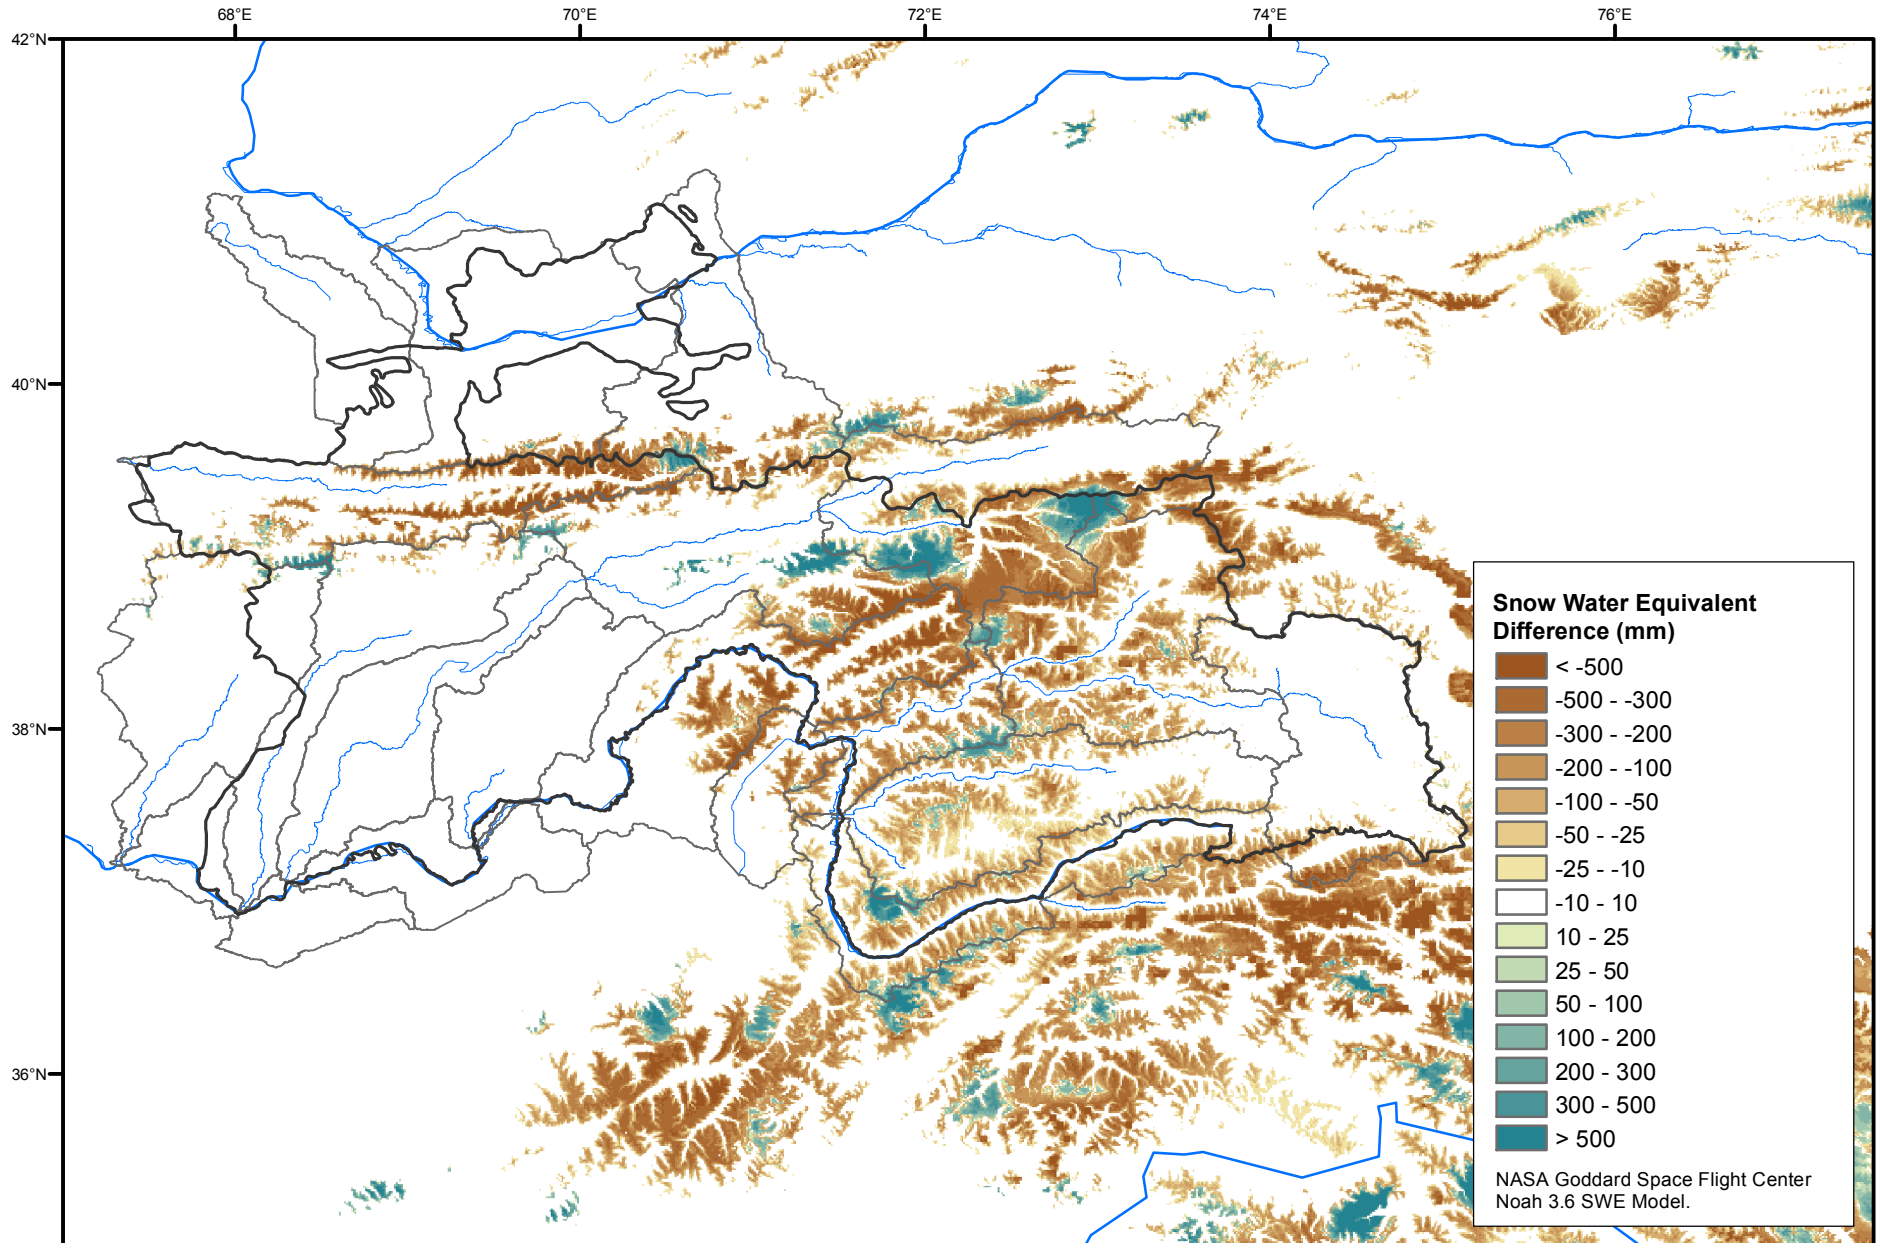 68°E
70°E
72°E
74°E
76°E
42°N
40°N
38°N
36°N
Snow Water Equivalent
Difference (mm)
< -500
-500 - -300
-300 - -200
-200 - -100
-100 - -50
-50 - -25
-25 - -10
-10 - 10
10 - 25
25 - 50
50 - 100
100 - 200
200 - 300
300 - 500
> 500
NASA Goddard Space Flight Center
Noah 3.6 SWE Model.